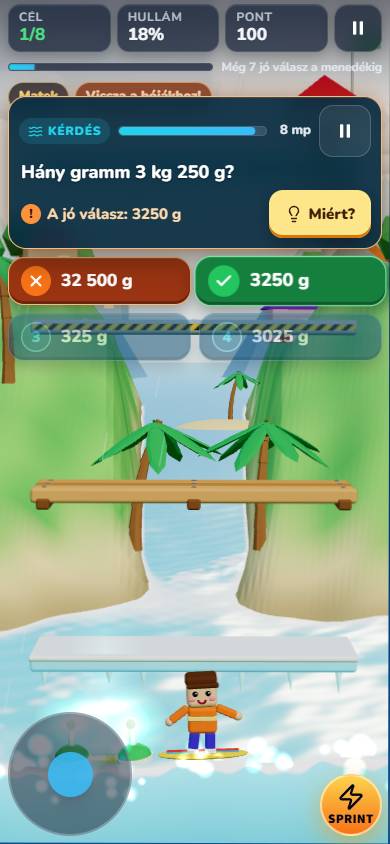 CÉL
1/8
HULLÁM
18%
PONT
100
Még 7 jó válasz a menedékig
Matek
Vissza a bójákhoz!
KÉRDÉS
8 mp
Hány gramm 3 kg 250 g?
! A jó válasz: 3250 g
Miért?
32 500 g
3250 g
3 325 g
4 3025 g
SPRINT